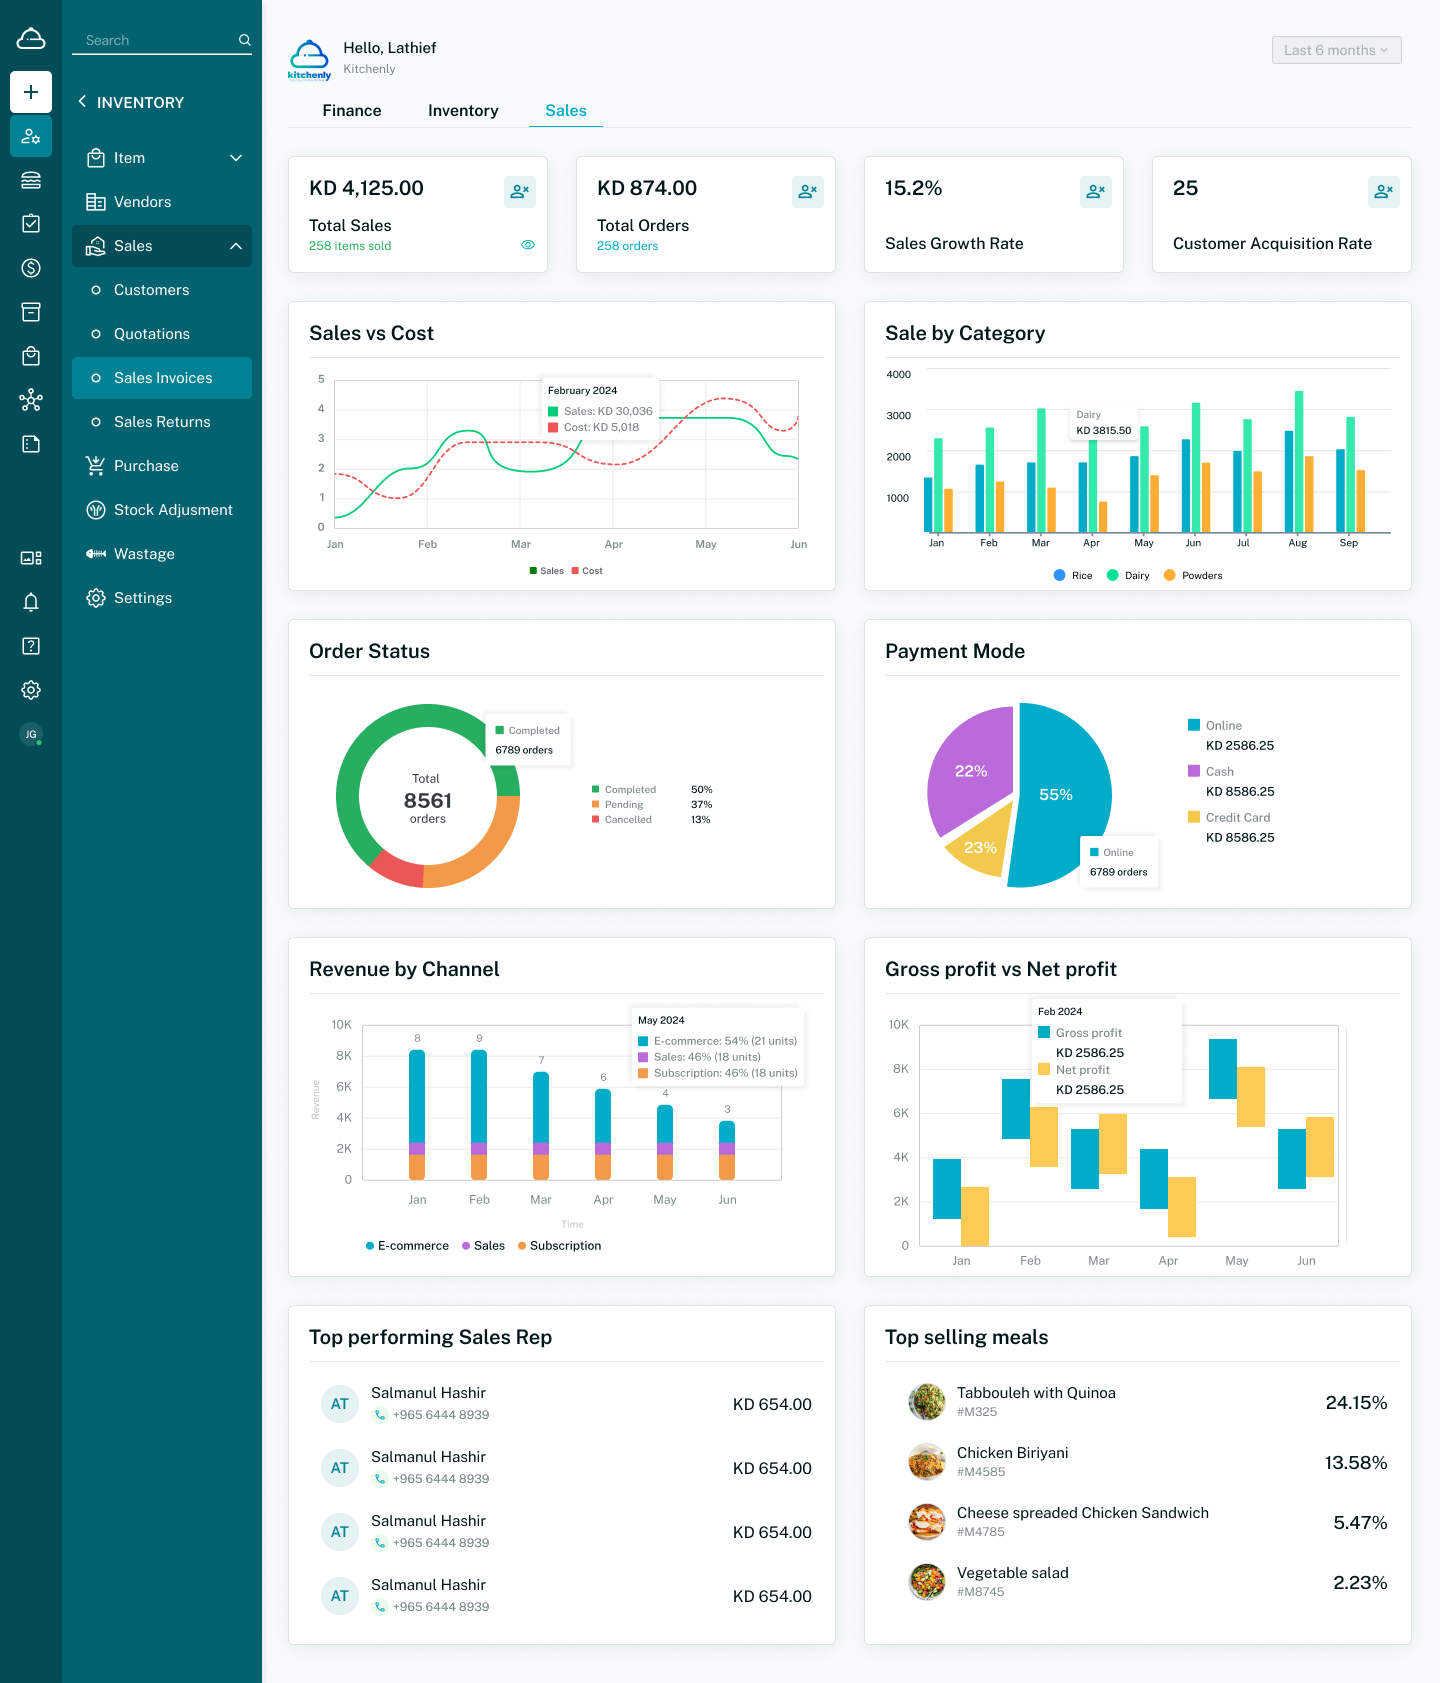 Search
INVENTORY
Item
Vendors
Sales
Customers
Quotations
Sales Invoices
Sales Returns
Purchase
Stock Adjusment
Wastage
Settings
JG
kitchenly
Hello, Lathief
Kitchenly
Last 6 months
Finance
Inventory
Sales
KD 4,125.00
Total Sales
258 items sold
KD 874.00
Total Orders
258 orders
15.2%
Sales Growth Rate
25
Customer Acquisition Rate
Sales vs Cost
5
4
3
2
1
0
February 2024
Sales: KD 30,036
Cost: KD 5,018
Jan Feb Mar Apr May Jun
Sales Cost
Sale by Category
4000
3000
2000
1000
Dairy
KD 3815.50
Jan Feb Mar Apr May Jun Jul Aug Sep
Rice Dairy Powders
Order Status
Completed
6789 orders
Total
8561
orders
Completed 50%
Pending 37%
Cancelled 13%
Payment Mode
22%
55%
23%
Online
6789 orders
Online
KD 2586.25
Cash
KD 8586.25
Credit Card
KD 8586.25
Revenue by Channel
May 2024
E-commerce: 54% (21 units)
Sales: 46% (18 units)
Subscription: 46% (18 units)
Revenue
10K
8K
6K
4K
2K
0
8 9 7 6 4 3
Jan Feb Mar Apr May Jun
Time
E-commerce Sales Subscription
Gross profit vs Net profit
Feb 2024
Gross profit
KD 2586.25
Net profit
KD 2586.25
10K
8K
6K
4K
2K
0
Jan Feb Mar Apr May Jun
Top performing Sales Rep
AT
Salmanul Hashir
+965 6444 8939
KD 654.00
AT
Salmanul Hashir
+965 6444 8939
KD 654.00
AT
Salmanul Hashir
+965 6444 8939
KD 654.00
AT
Salmanul Hashir
+965 6444 8939
KD 654.00
Top selling meals
Tabbouleh with Quinoa
#M325
24.15%
Chicken Biriyani
#M4585
13.58%
Cheese spreaded Chicken Sandwich
#M4785
5.47%
Vegetable salad
#M8745
2.23%